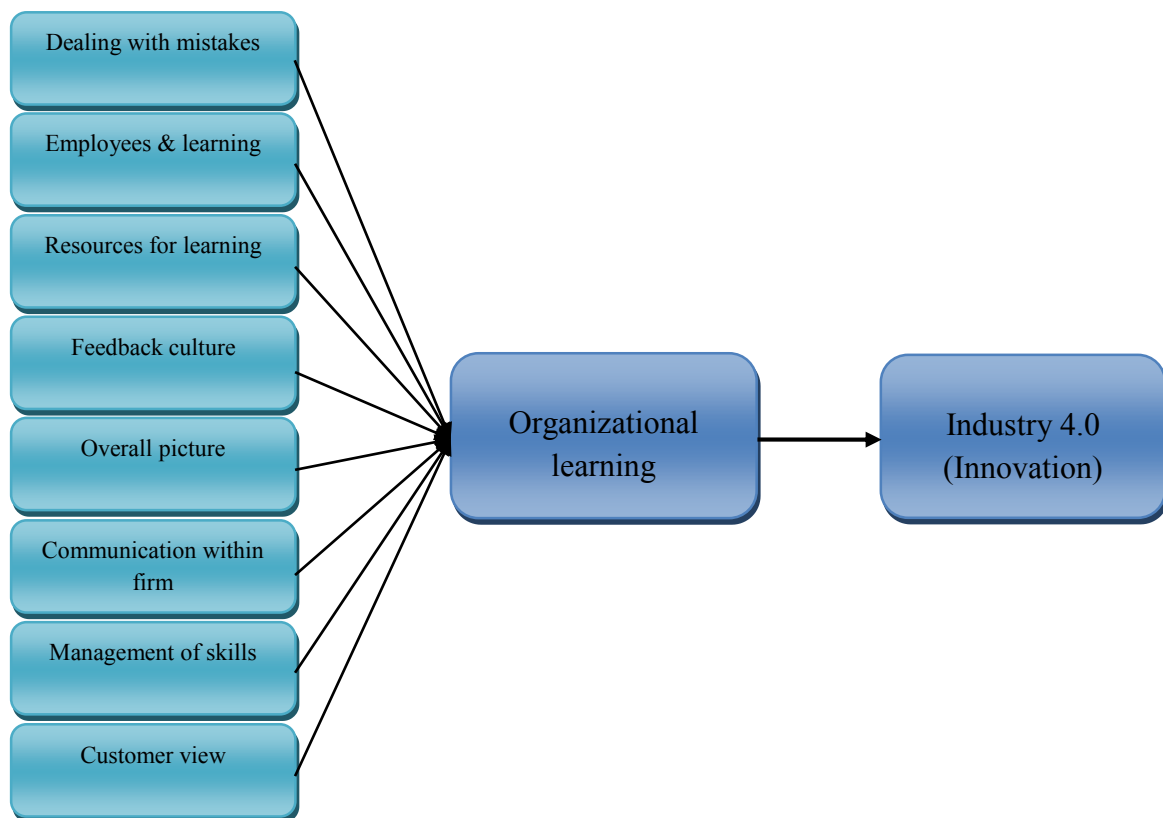 Dealing with mistakes
Employees & learning
Resources for learning
Feedback culture
Overall picture
Communication within
firm
Management of skills
Customer view
Organizational
learning
Industry 4.0
(Innovation)